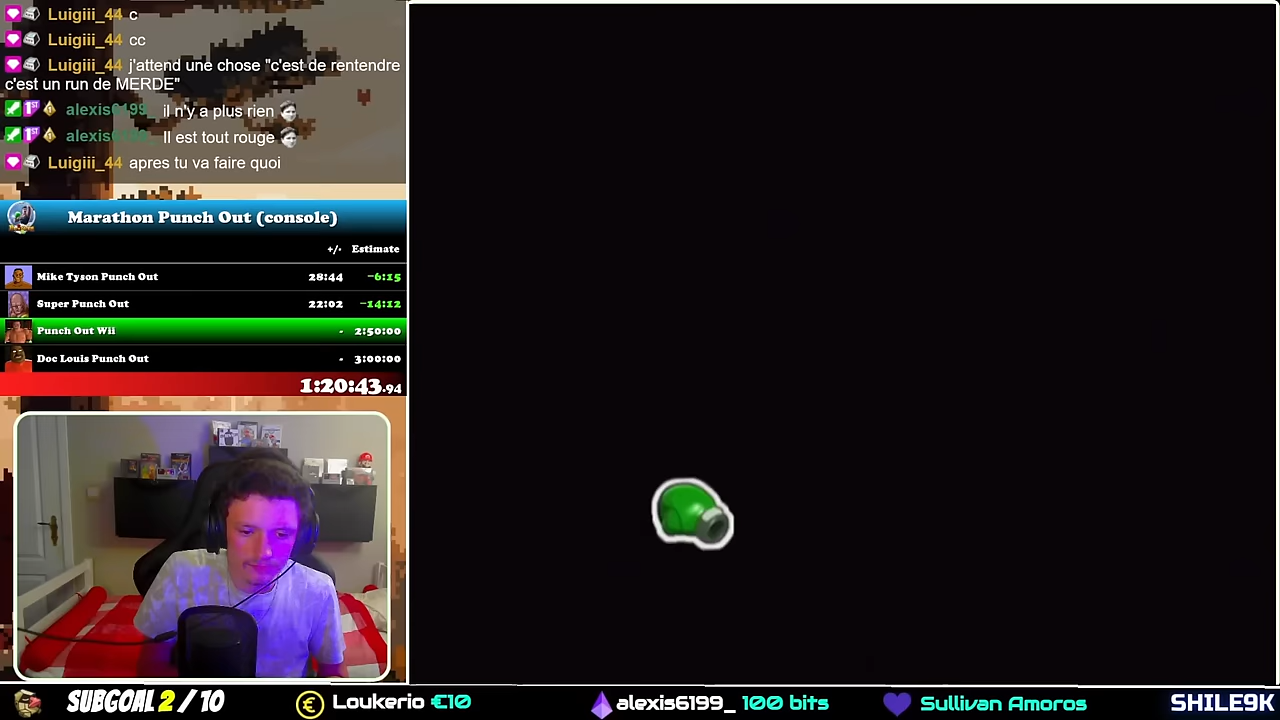 Luigiii_44 c
Luigiii_44 cc
Luigiii_44 j'attend une chose "c'est de rentendre
c'est un run de MERDE"
alexis6199_ il n'y a plus rien
alexis6199_ Il est tout rouge
Luigiii_44 apres tu va faire quoi
Marathon Punch Out (console)
+/- Estimate
Mike Tyson Punch Out 28:44 -6:15
Super Punch Out 22:02 -14:12
Punch Out Wii - 2:50:00
Doc Louis Punch Out - 3:00:00
1:20:43.94
SUBGOAL 2 / 10 Loukerio €10 alexis6199_ 100 bits Sullivan Amoros SHILE9K